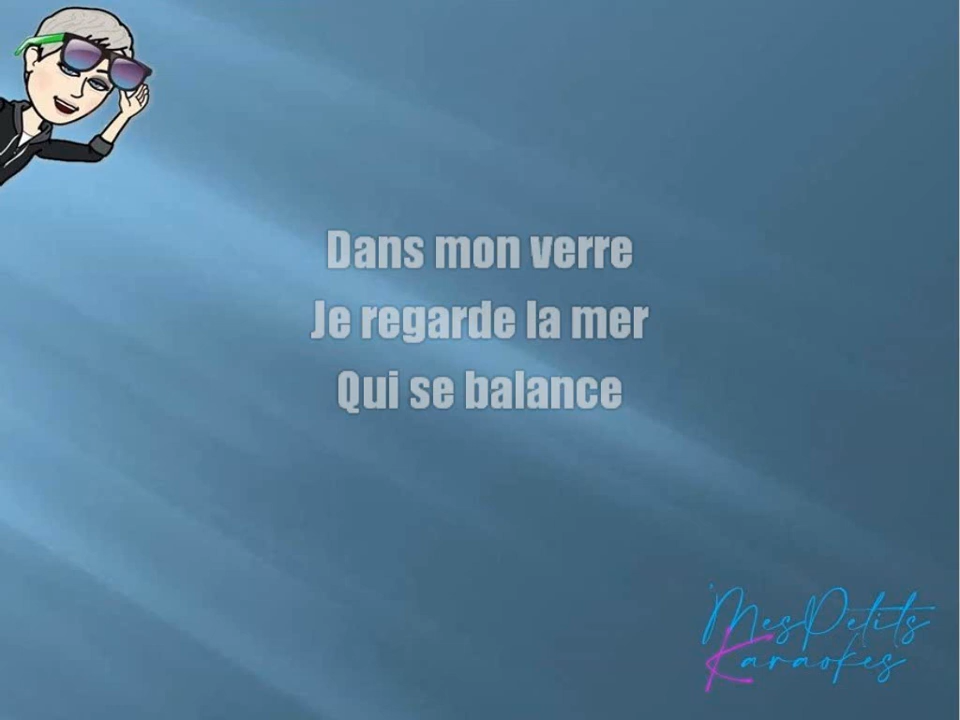 Dans mon verre
Je regarde la mer
Qui se balance
MesPetits
Karaokes